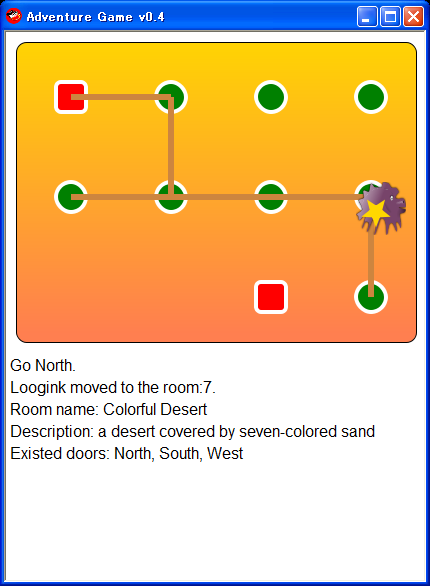 Adventure Game v0.4
Go North.
Loogink moved to the room:7.
Room name: Colorful Desert
Description: a desert covered by seven-colored sand
Existed doors: North, South, West